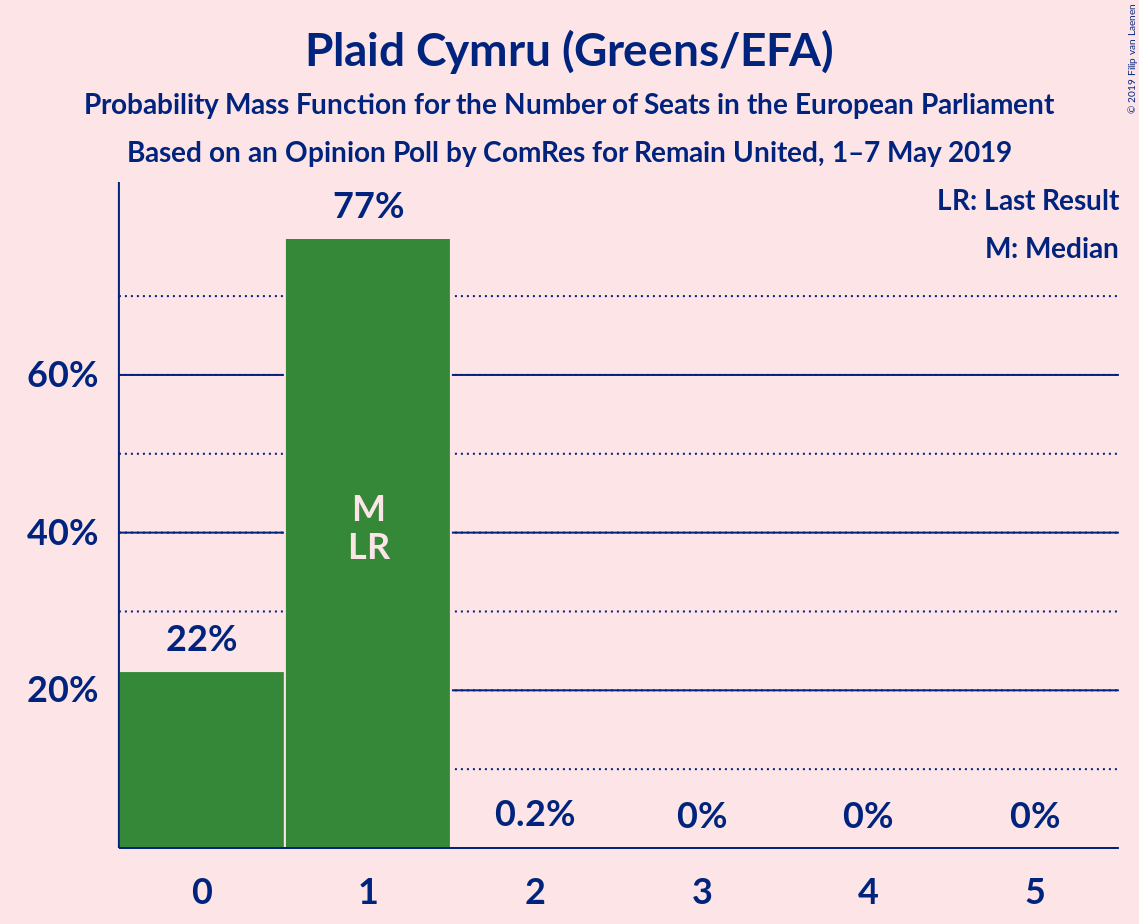 Plaid Cymru (Greens/EFA)
Probability Mass Function for the Number of Seats in the European Parliament
Based on an Opinion Poll by ComRes for Remain United, 1–7 May 2019
© 2019 Filip van Laenen
LR: Last Result
M: Median
77%
60%
M
40%
LR
22%
20%
0.2%
0%
0%
0%
0
1
2
3
4
5